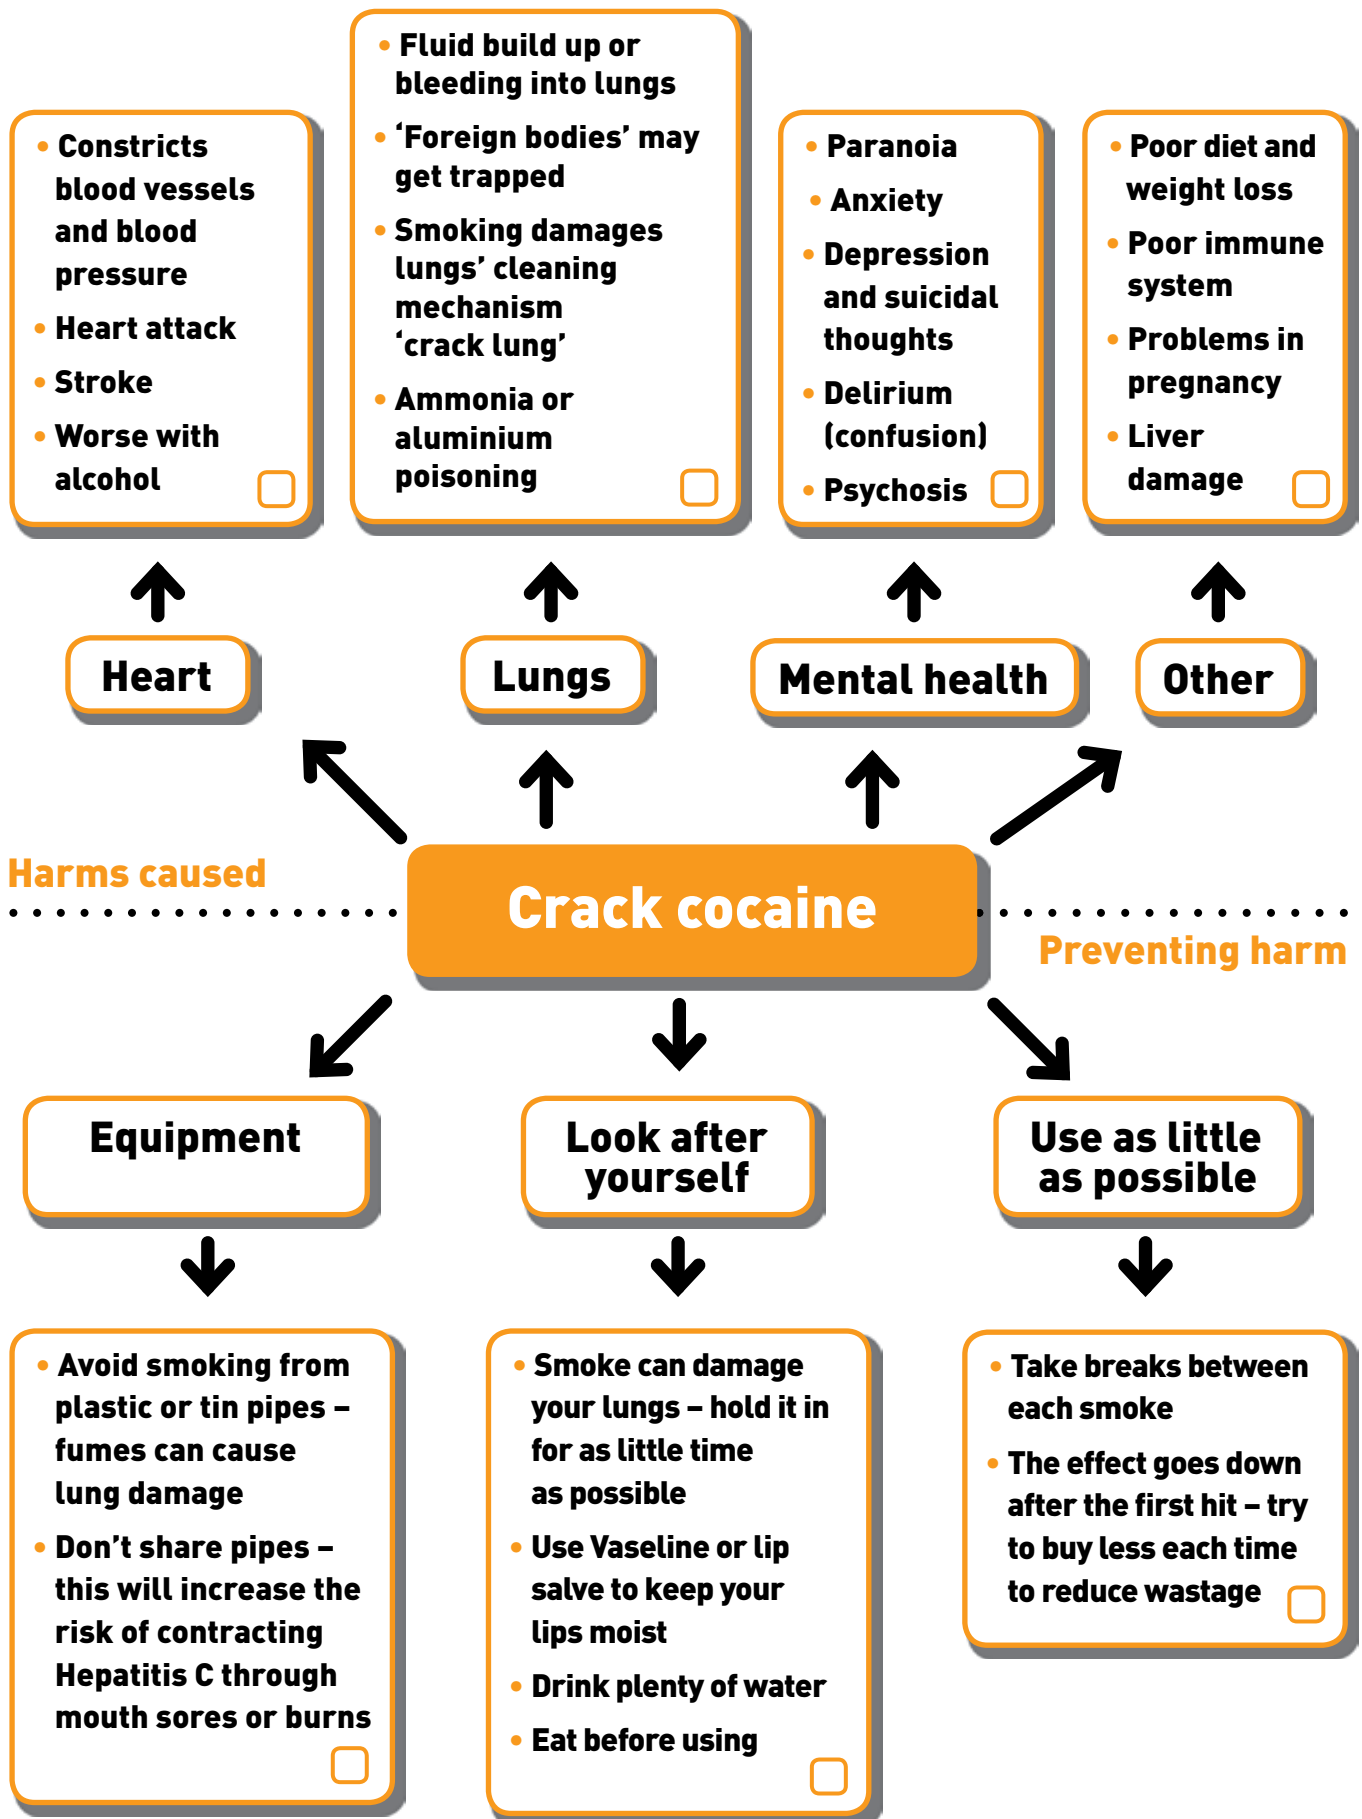 • Constricts
blood vessels
and blood
pressure
• Heart attack
• Stroke
• Worse with
alcohol
• Fluid build up or
bleeding into lungs
• ‘Foreign bodies’ may
get trapped
• Smoking damages
lungs’ cleaning
mechanism
‘crack lung’
• Ammonia or
aluminium
poisoning
• Paranoia
• Anxiety
• Depression
and suicidal
thoughts
• Delirium
(confusion)
• Psychosis
• Poor diet and
weight loss
• Poor immune
system
• Problems in
pregnancy
• Liver
damage
Heart
Lungs
Mental health
Other
Harms caused
Crack cocaine
Preventing harm
Equipment
Look after
yourself
Use as little
as possible
• Avoid smoking from
plastic or tin pipes –
fumes can cause
lung damage
• Don’t share pipes –
this will increase the
risk of contracting
Hepatitis C through
mouth sores or burns
• Smoke can damage
your lungs – hold it in
for as little time
as possible
• Use Vaseline or lip
salve to keep your
lips moist
• Drink plenty of water
• Eat before using
• Take breaks between
each smoke
• The effect goes down
after the first hit – try
to buy less each time
to reduce wastage